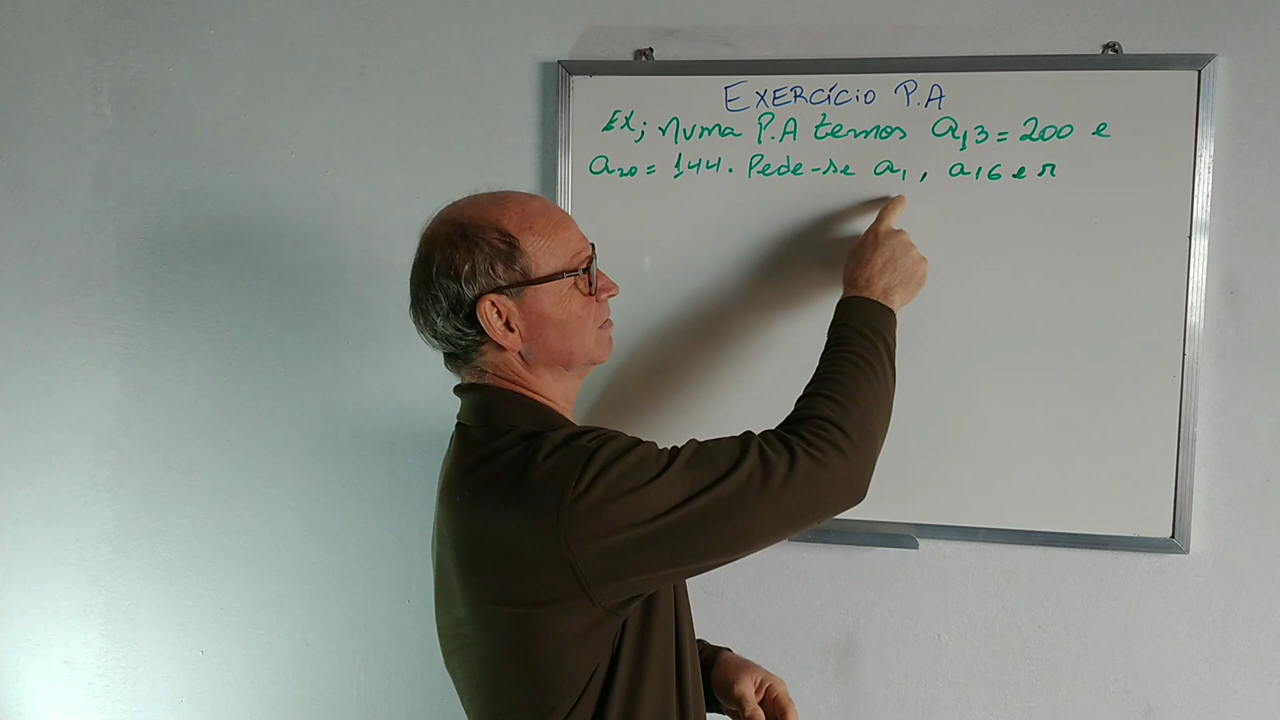 EXERCÍCIO P.A
Ex; Numa P.A temos a13 = 200 e
a20 = 144. Pede-se a1, a16 e r